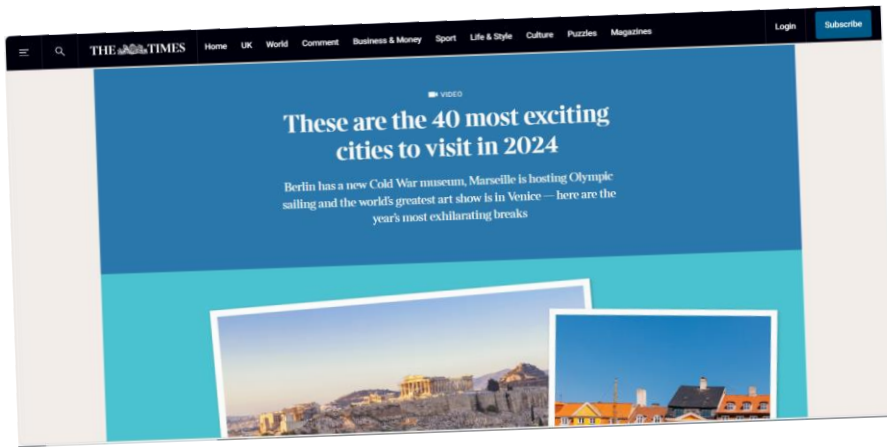 THE TIMES Home UK World Comment Business & Money Sport Life & Style Culture Puzzles Magazines Login Subscribe
VIDEO
These are the 40 most exciting
cities to visit in 2024
Berlin has a new Cold War museum, Marseille is hosting Olympic
sailing and the world's greatest art show is in Venice — here are the
year's most exhilarating breaks